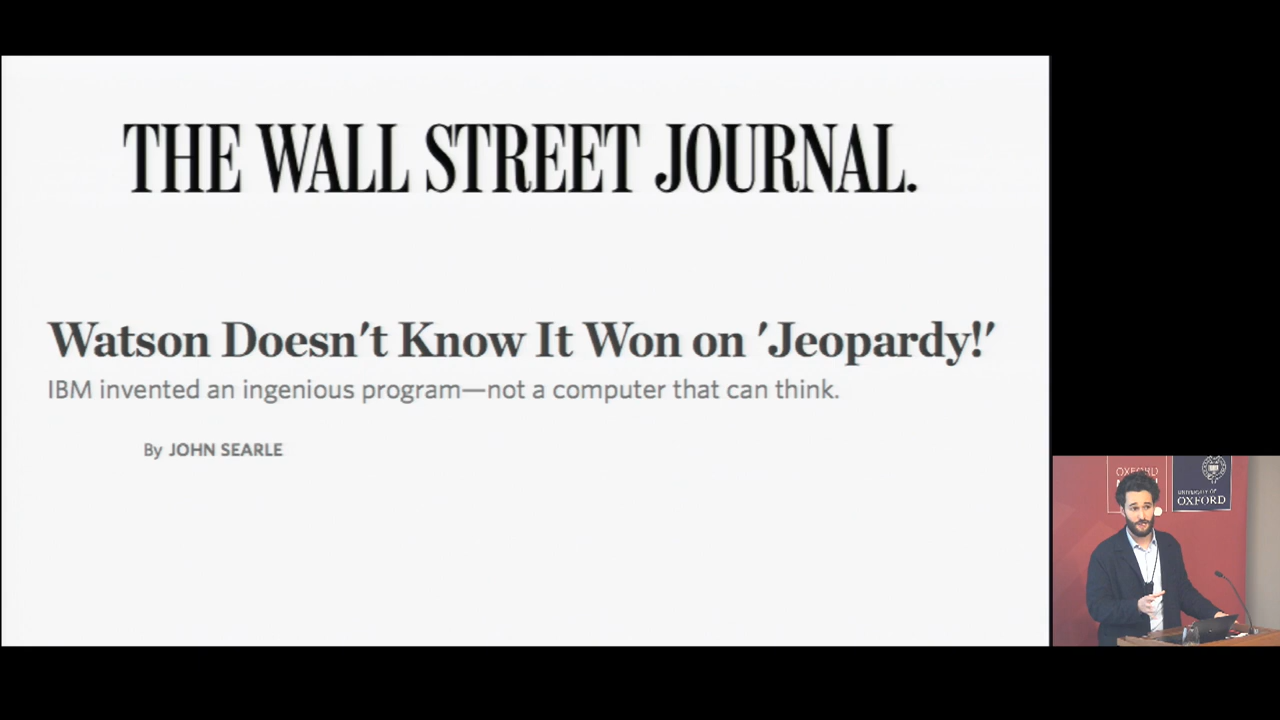 THE WALL STREET JOURNAL.
Watson Doesn't Know It Won on 'Jeopardy!'
IBM invented an ingenious program—not a computer that can think.
By JOHN SEARLE
OXFORD
UNIVERSITY OF
OXFORD